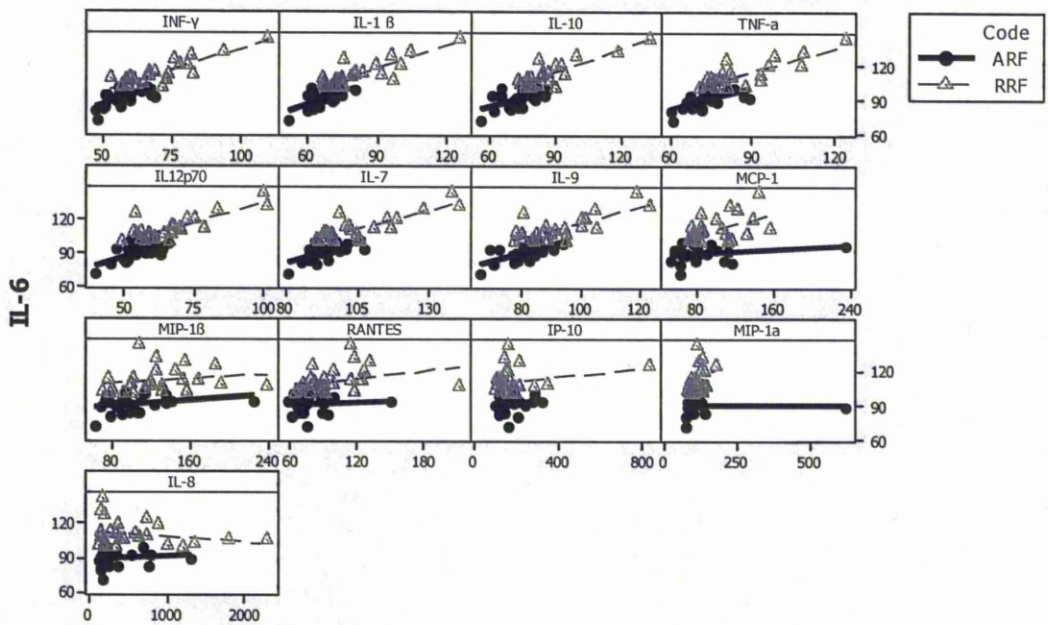 INF-γ IL-1 ß IL-10 TNF-a
Code
ARF
RRF
120
90
60
50 75 100 60 90 120 60 90 120 60 90 120
IL12p70 IL-7 IL-9 MCP-1
120
90
60
50 75 100 80 105 130 60 80 100 120 80 160 240
IL-6
MIP-1ß RANTES IP-10 MIP-1a
120
90
60
80 160 240 60 120 180 0 400 800 0 250 500
IL-8
120
90
60
0 1000 2000